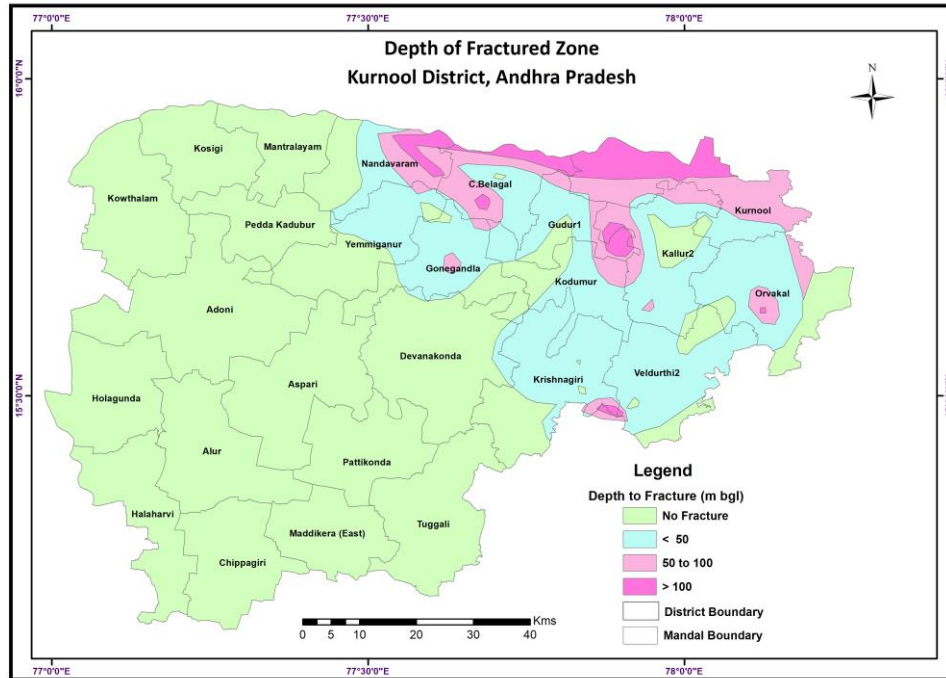 77°0'0"E
77°30'0"E
78°0'0"E
Depth of Fractured Zone
Kurnool District, Andhra Pradesh
N
16°0'0"N
Kosigi
Mantralayam
Nandavaram
C.Belagal
Kowthalam
Kurnool
Pedda Kadubur
Gudur1
Yemmiganur
Kallur2
Gonegandla
Kodumur
Orvakal
Adoni
Devanakonda
Aspari
Krishnagiri
Veldurthi2
15°30'0"N
Holagunda
Alur
Pattikonda
Halaharvi
Maddikera (East)
Tuggali
Chippagiri
Legend
Depth to Fracture (m bgl)
No Fracture
< 50
50 to 100
> 100
District Boundary
Mandal Boundary
Kms
0 5 10 20 30 40
77°0'0"E
77°30'0"E
78°0'0"E